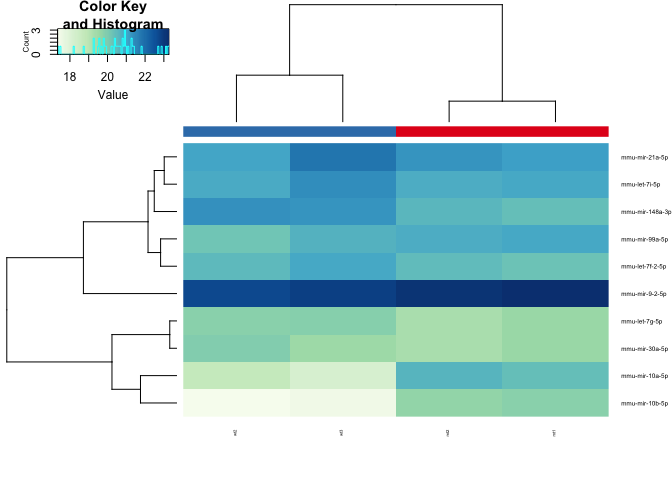 Color Key
and Histogram
Count
0 3
18 20 22
Value
mmu-mir-21a-5p
mmu-let-7i-5p
mmu-mir-148a-3p
mmu-mir-99a-5p
mmu-let-7f-2-5p
mmu-mir-9-2-5p
mmu-let-7g-5p
mmu-mir-30a-5p
mmu-mir-10a-5p
mmu-mir-10b-5p